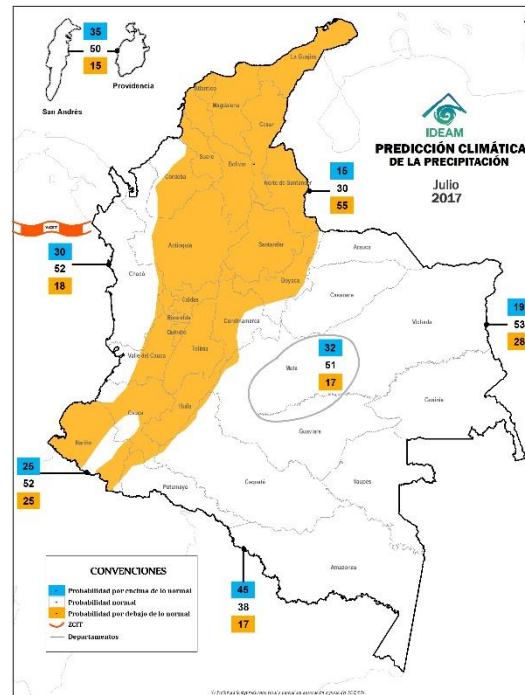 35
50
15
San Andrés
Providencia
IDEAM
PREDICCIÓN CLIMÁTICA
DE LA PRECIPITACIÓN
Julio
2017
La Guajira
Atlántico
Magdalena
Cesar
Sucre
Bolívar
Córdoba
Norte de Santander
15
30
55
ZCIT
30
52
18
Antioquia
Chocó
Santander
Arauca
Boyacá
Casanare
Caldas
Risaralda
Cundinamarca
Quindío
Vichada
19
53
28
Tolima
Valle del Cauca
32
51
17
Meta
Huila
Cauca
Guainía
Guaviare
Nariño
25
52
25
Putumayo
Caquetá
Vaupés
Amazonas
45
38
17
CONVENCIONES
Probabilidad por encima de lo normal
Probabilidad normal
Probabilidad por debajo de lo normal
ZCIT
Departamentos